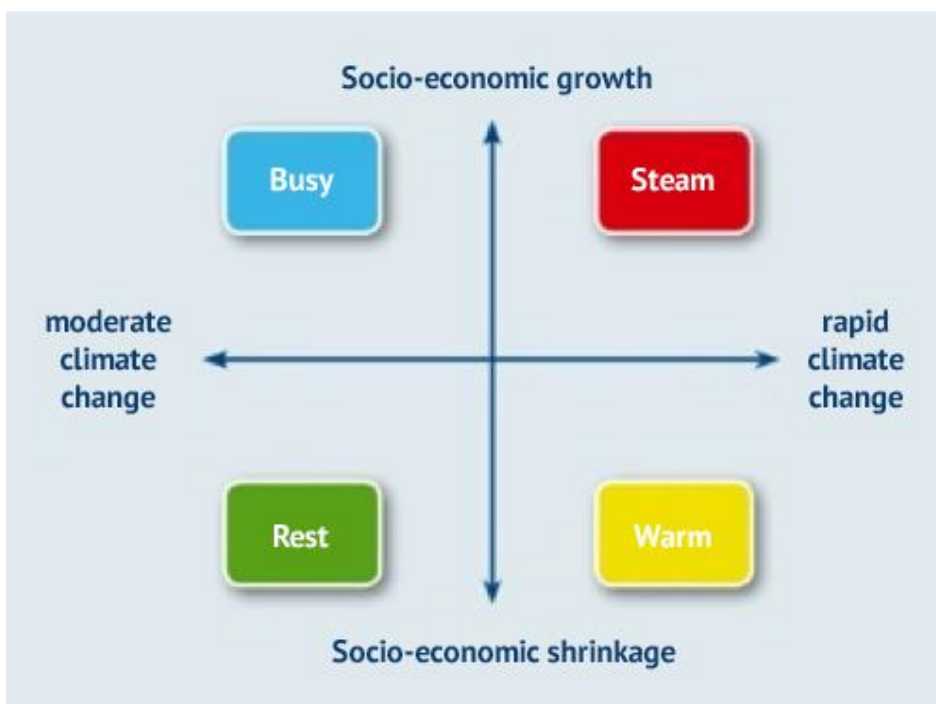 Socio-economic growth
Busy
Steam
moderate
climate
change
rapid
climate
change
Rest
Warm
Socio-economic shrinkage